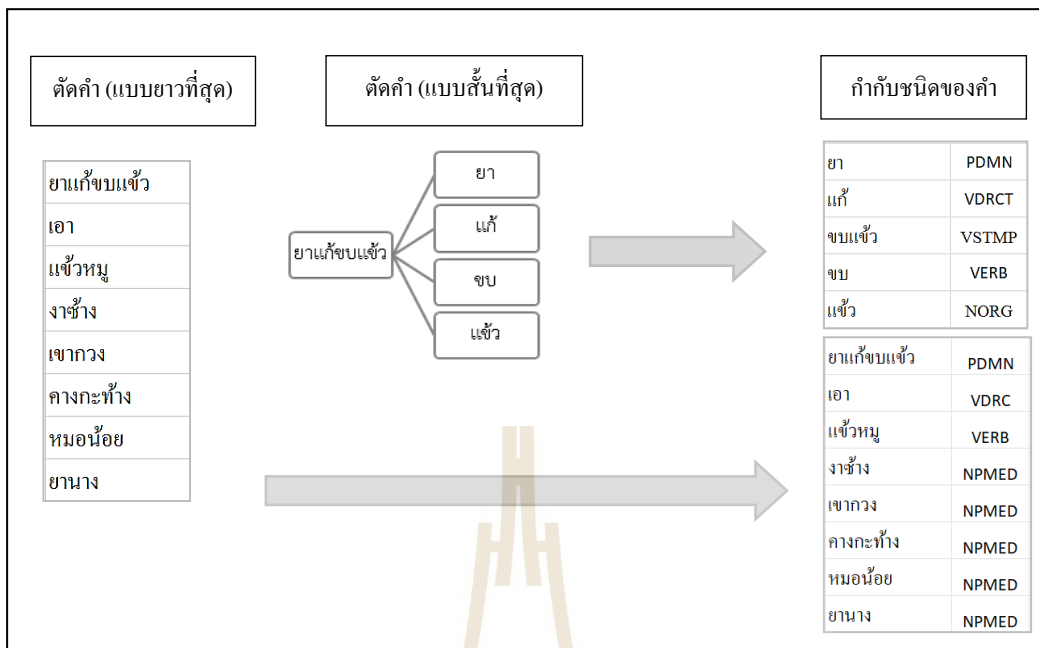 ตัดคำ (แบบยาวที่สุด)
ตัดคำ (แบบสั้นที่สุด)
กำกับชนิดของคำ
ยาแก้ขบแข้ว
เอา
แข้วหมู
งาซ้าง
เขากวง
คางกะท้าง
หมอน้อย
ยานาง
ยาแก้ขบแข้ว
ยา
แก้
ขบ
แข้ว
ยา PDMN
แก้ VDRCT
ขบแข้ว VSTMP
ขบ VERB
แข้ว NORG
ยาแก้ขบแข้ว PDMN
เอา VDRC
แข้วหมู VERB
งาซ้าง NPMED
เขากวง NPMED
คางกะท้าง NPMED
หมอน้อย NPMED
ยานาง NPMED